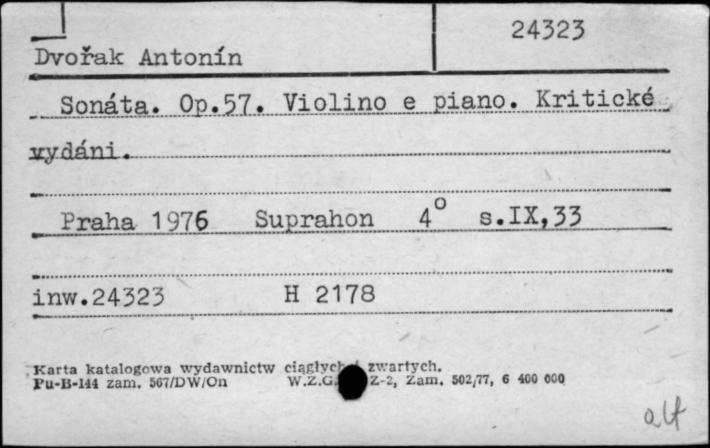 24323
Dvořak Antonín
Sonáta. Op.57. Violino e piano. Kritické
vydáni.
Praha 1976 Suprahon 4° s.IX,33
inw.24323 H 2178
Karta katalogowa wydawnictw ciągłych i zwartych.
Pu-B-144 zam. 567/DW/On W.Z.G. Z-2, Zam. 502/77, 6 400 000